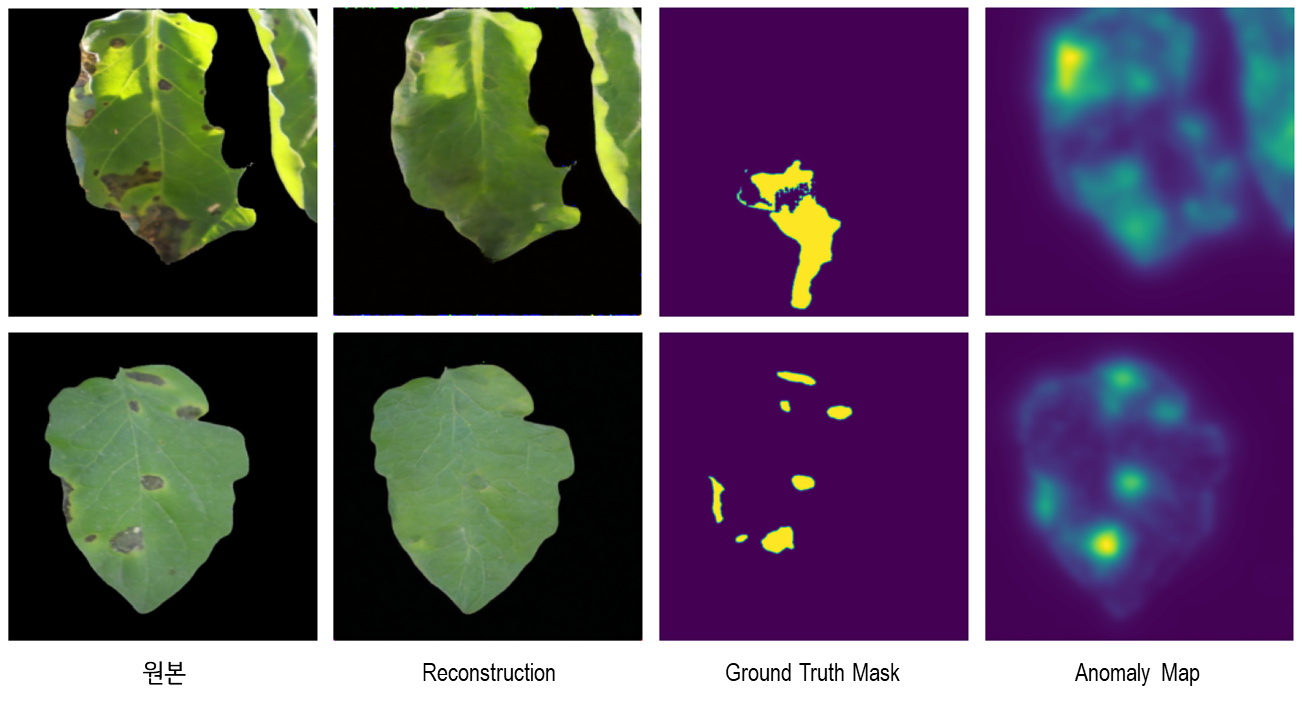 원본
Reconstruction
Ground Truth Mask
Anomaly Map